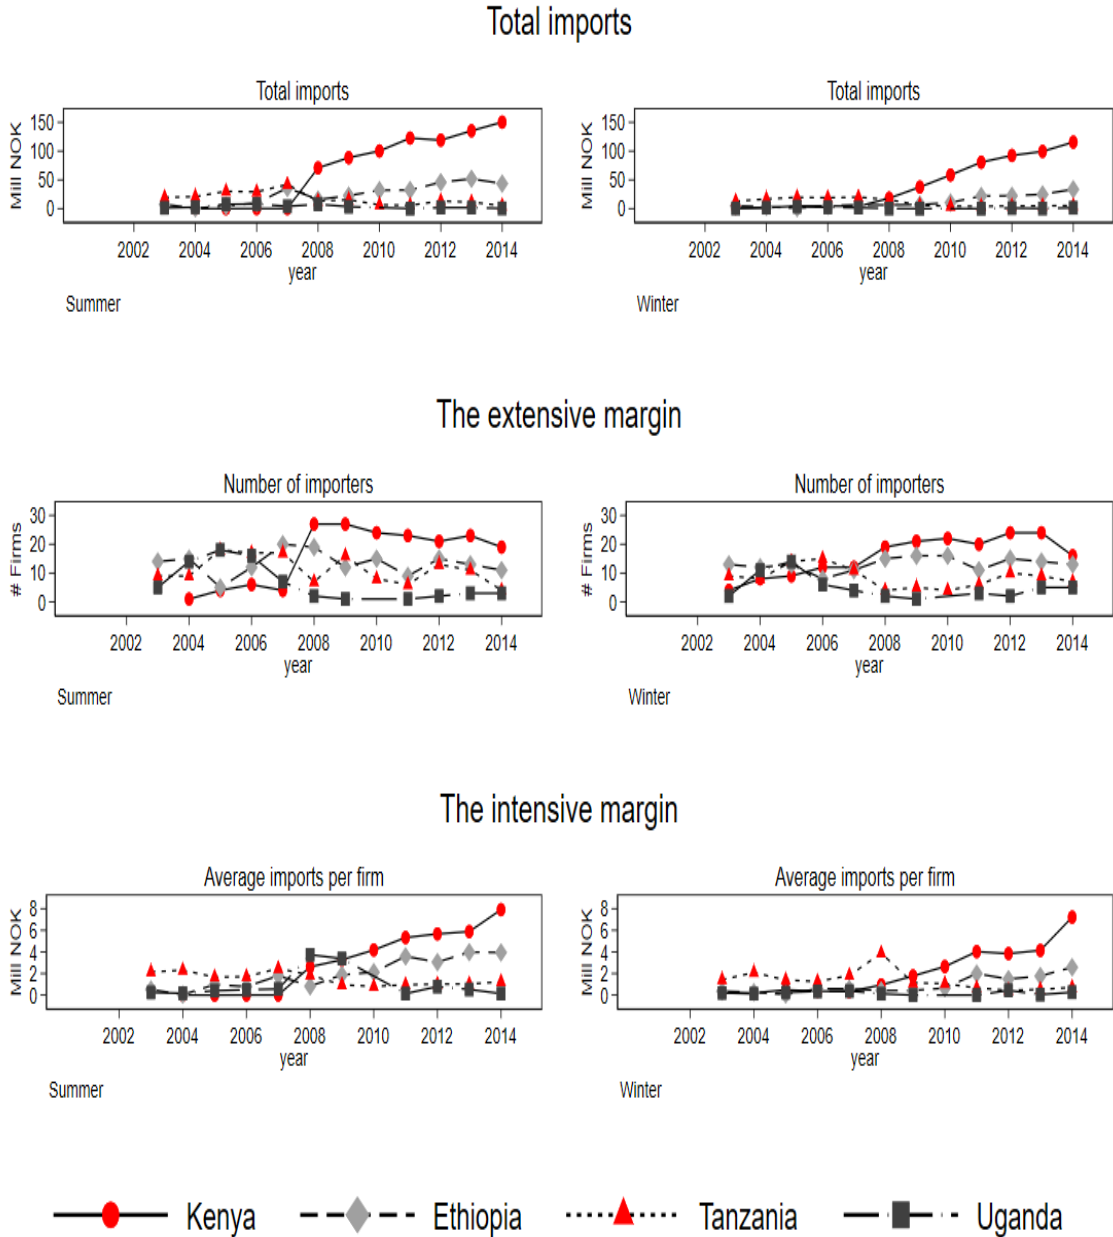 Total imports
Total imports
Mill NOK
150
100
50
0
2002 2004 2006 2008 2010 2012 2014
year
Summer
Total imports
Mill NOK
150
100
50
0
2002 2004 2006 2008 2010 2012 2014
year
Winter
The extensive margin
Number of importers
# Firms
30
20
10
0
2002 2004 2006 2008 2010 2012 2014
year
Summer
Number of importers
# Firms
30
20
10
0
2002 2004 2006 2008 2010 2012 2014
year
Winter
The intensive margin
Average imports per firm
Mill NOK
8
6
4
2
0
2002 2004 2006 2008 2010 2012 2014
year
Summer
Average imports per firm
Mill NOK
8
6
4
2
0
2002 2004 2006 2008 2010 2012 2014
year
Winter
Kenya Ethiopia Tanzania Uganda